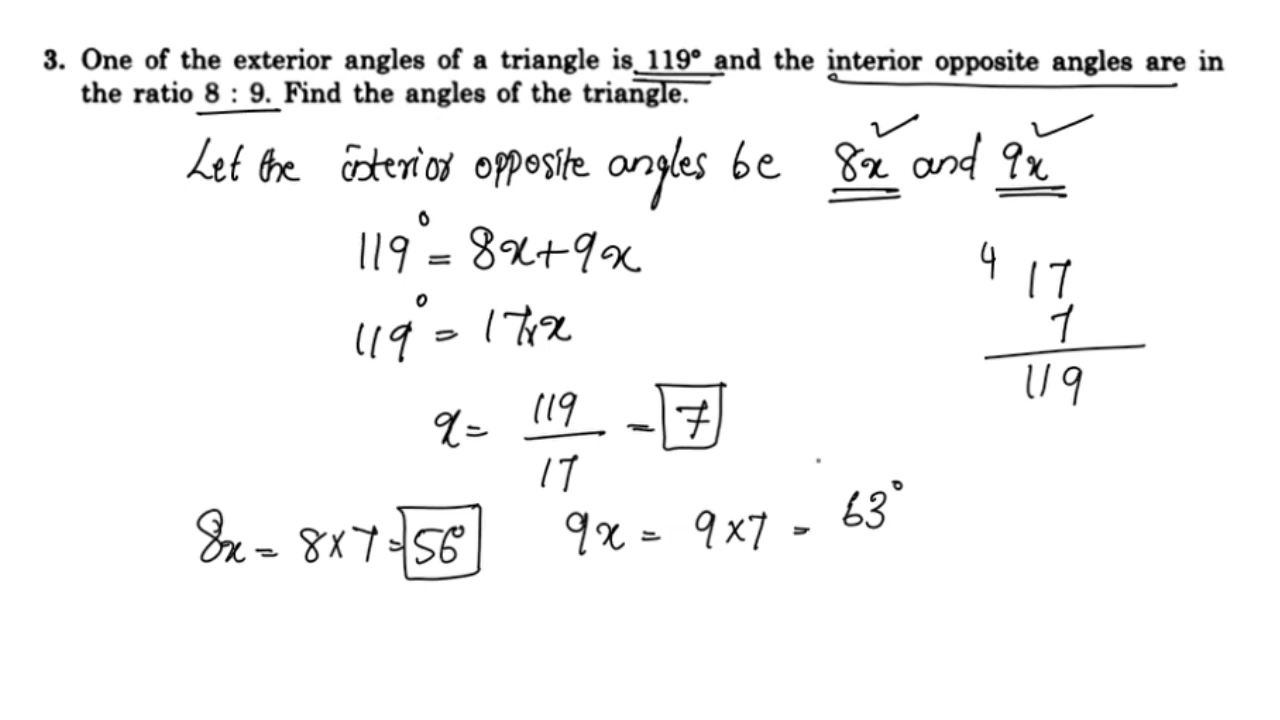 3. One of the exterior angles of a triangle is 119° and the interior opposite angles are in
the ratio 8 : 9. Find the angles of the triangle.
Let the interior opposite angles be 8x and 9x
119° = 8x+9x
119° = 17×x
x = 119/17 = 7
4 17
7
119
8x = 8×7 = 56° 9x = 9×7 = 63°